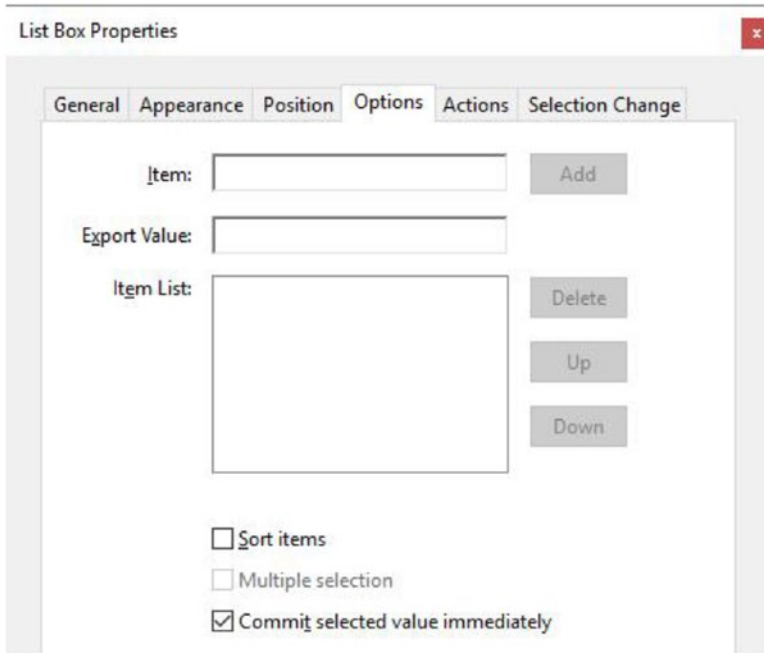 List Box Properties
x
General Appearance Position Options Actions Selection Change
Item: Add
Export Value:
Item List: Delete
Up
Down
Sort items
Multiple selection
Commit selected value immediately